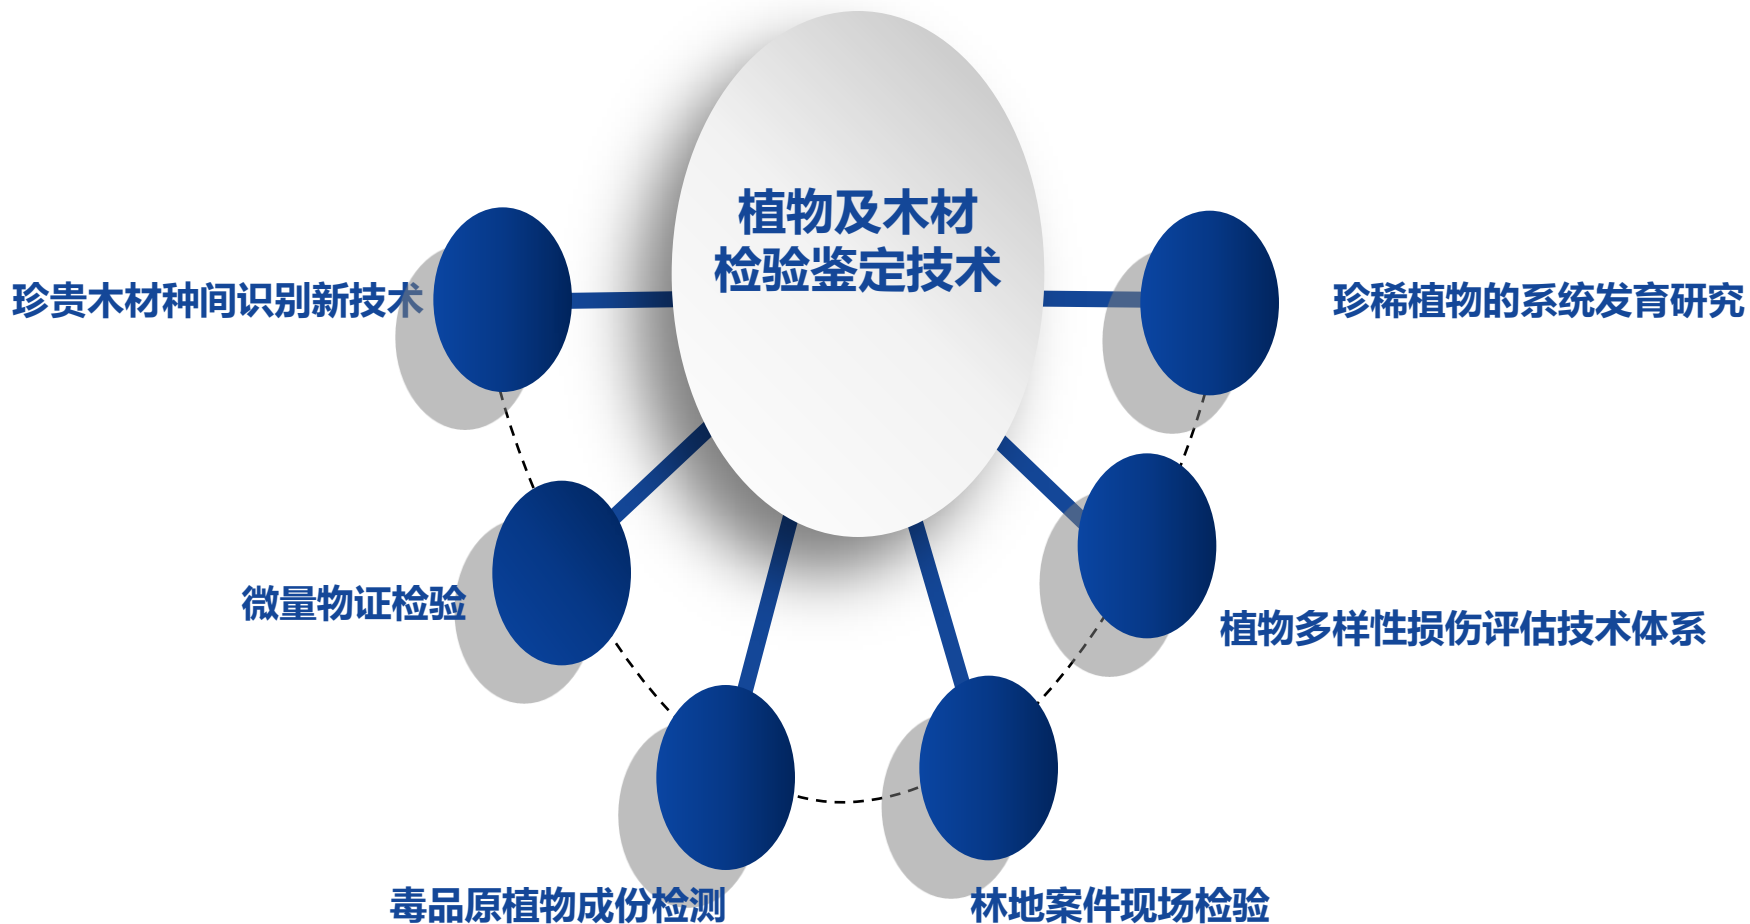 植物及木材
检验鉴定技术
珍贵木材种间识别新技术
珍稀植物的系统发育研究
微量物证检验
植物多样性损伤评估技术体系
毒品原植物成份检测
林地案件现场检验